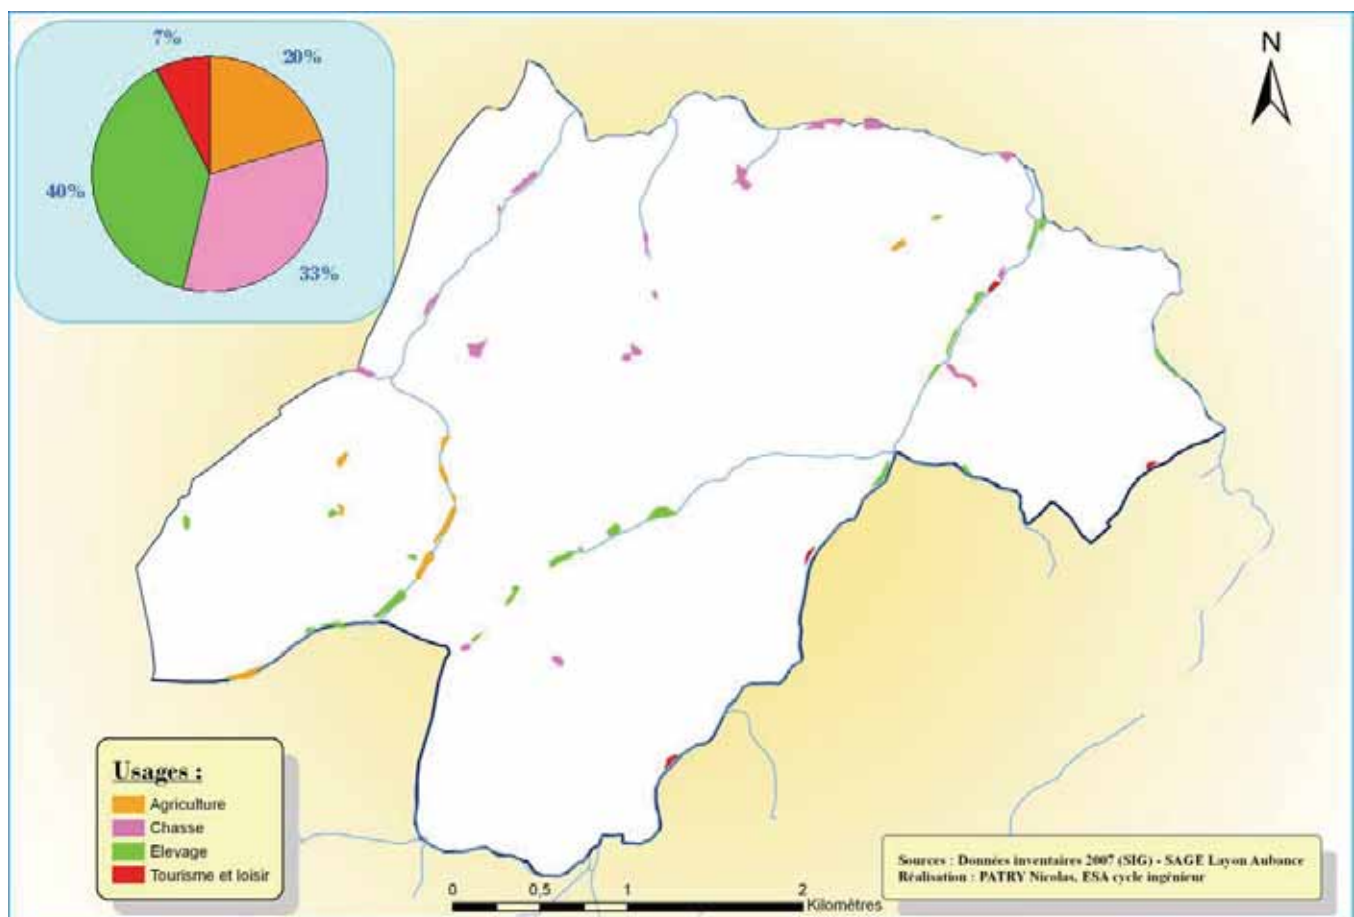 7%
20%
40%
33%
N
Usages :
Agriculture
Chasse
Elevage
Tourisme et loisir
0 0,5 1 2
Kilomètres
Sources : Données inventaires 2007 (SIG) - SAGE Layon Aubance
Réalisation : PATRY Nicolas, ESA cycle ingénieur